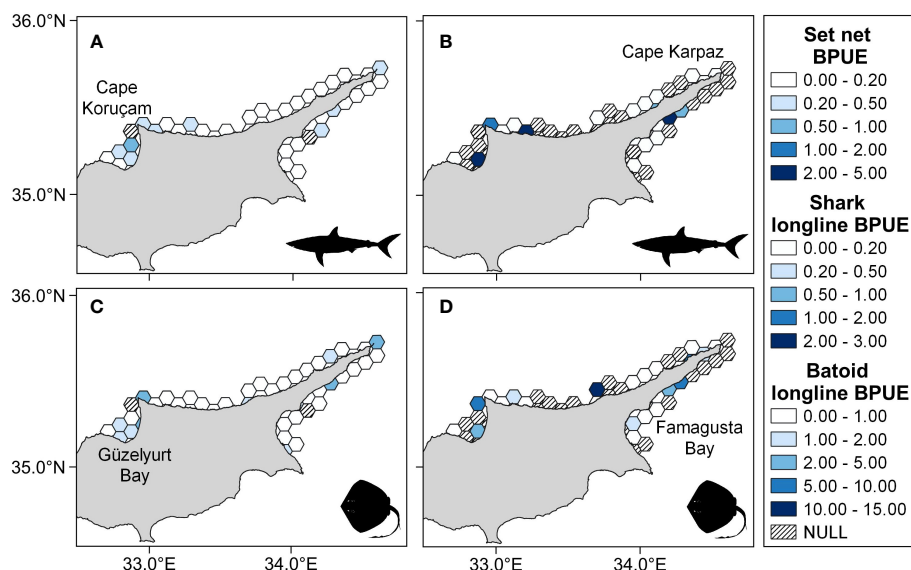 36.0°N
A
Cape
Koruçam
35.0°N
B
Cape Karpaz
36.0°N
C
Güzelyurt
Bay
35.0°N
33.0°E
34.0°E
D
Famagusta
Bay
33.0°E
34.0°E
Set net
BPUE
0.00 - 0.20
0.20 - 0.50
0.50 - 1.00
1.00 - 2.00
2.00 - 5.00
Shark
longline BPUE
0.00 - 0.20
0.20 - 0.50
0.50 - 1.00
1.00 - 2.00
2.00 - 3.00
Batoid
longline BPUE
0.00 - 1.00
1.00 - 2.00
2.00 - 5.00
5.00 - 10.00
10.00 - 15.00
NULL